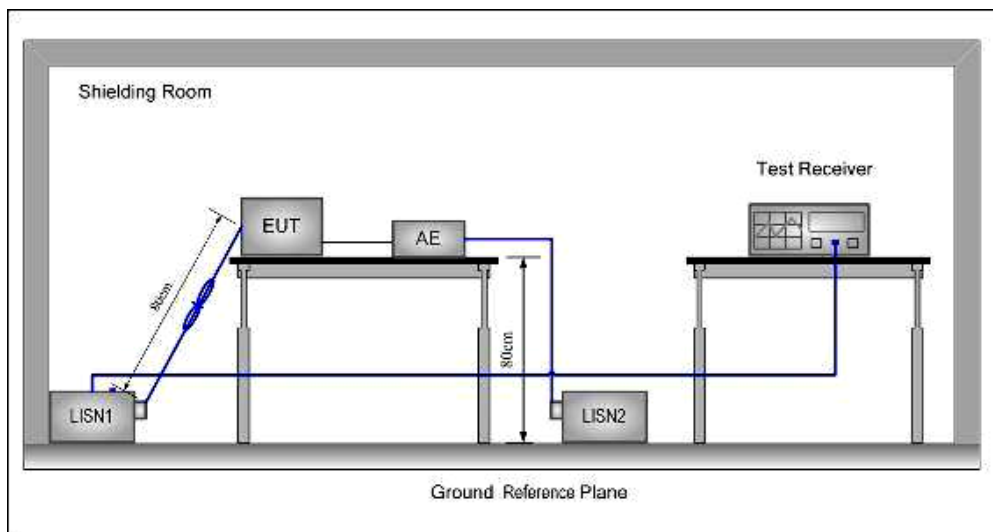 Shielding Room
Test Receiver
EUT
AE
80cm
80cm
LISN1
LISN2
Ground Reference Plane